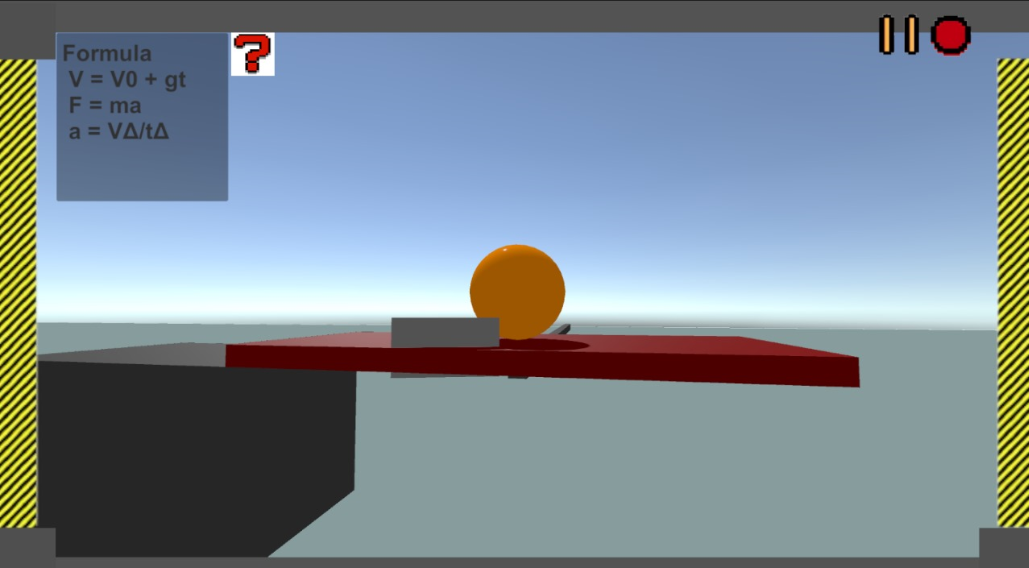 Formula
V = V0 + gt
F = ma
a = VΔ/tΔ
?